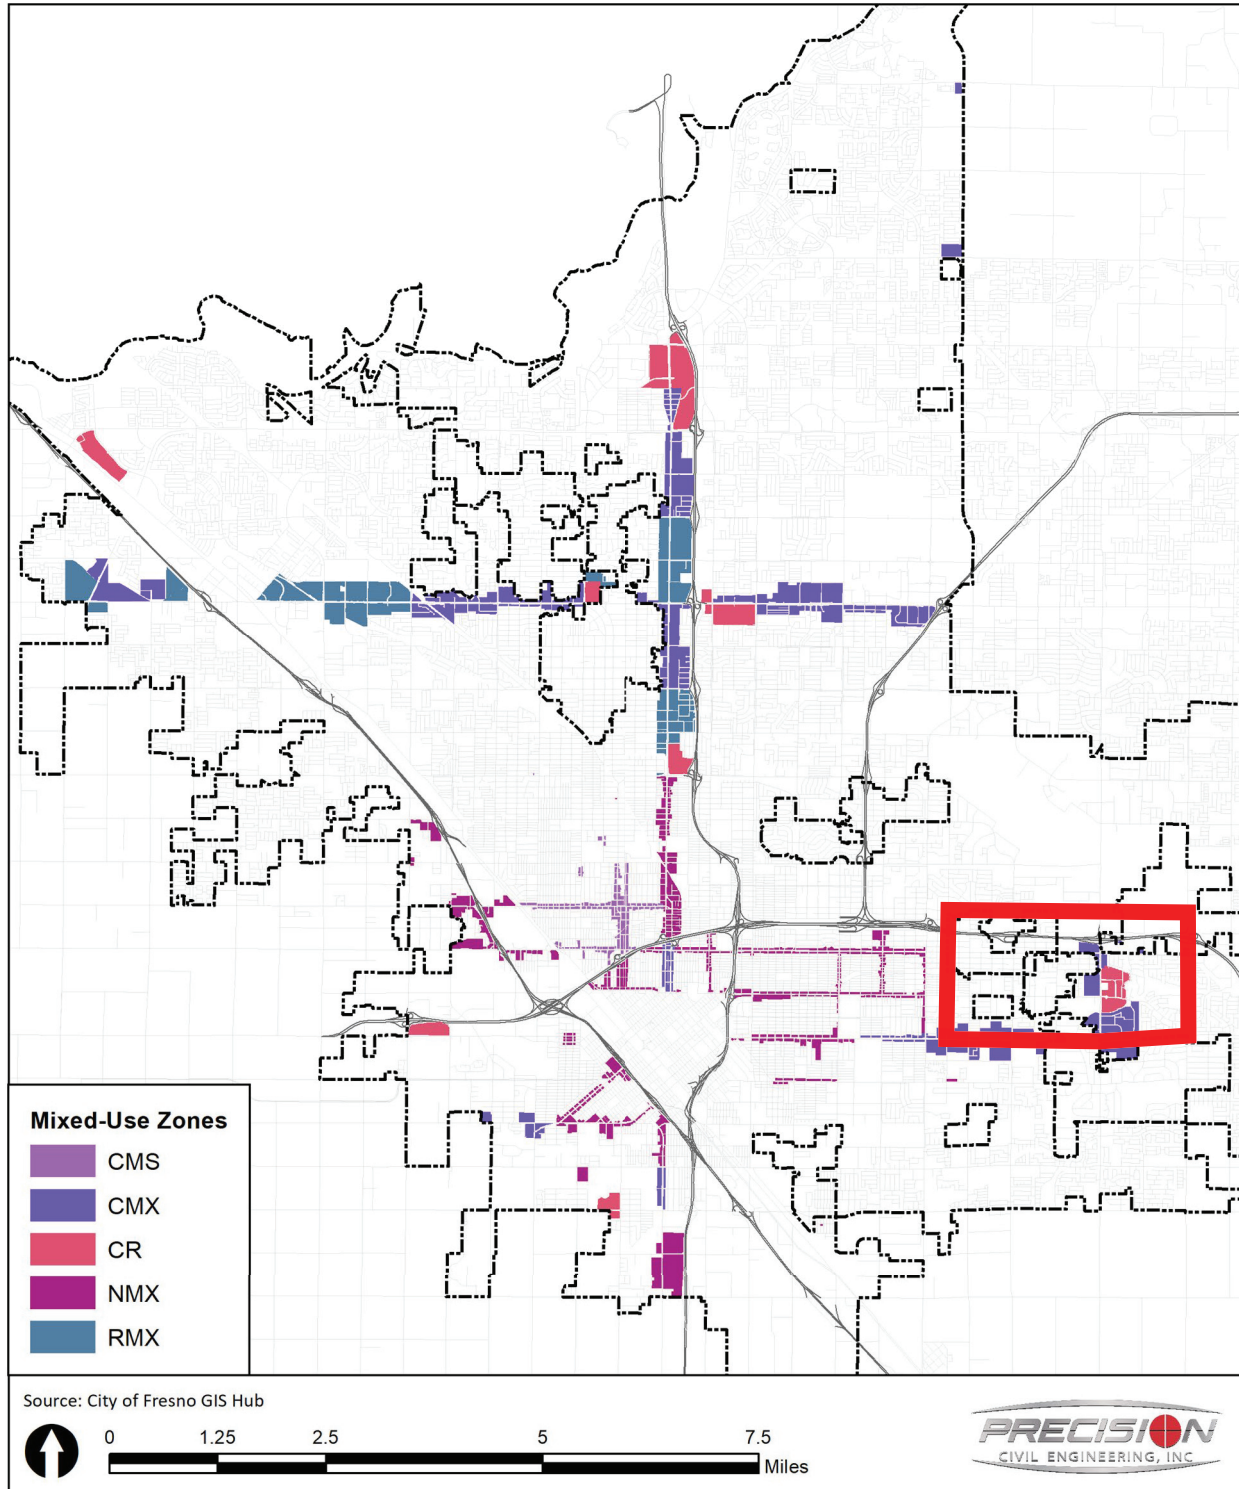 Mixed-Use Zones
CMS
CMX
CR
NMX
RMX
Source: City of Fresno GIS Hub
0 1.25 2.5 5 7.5
Miles
PRECISION
CIVIL ENGINEERING, INC